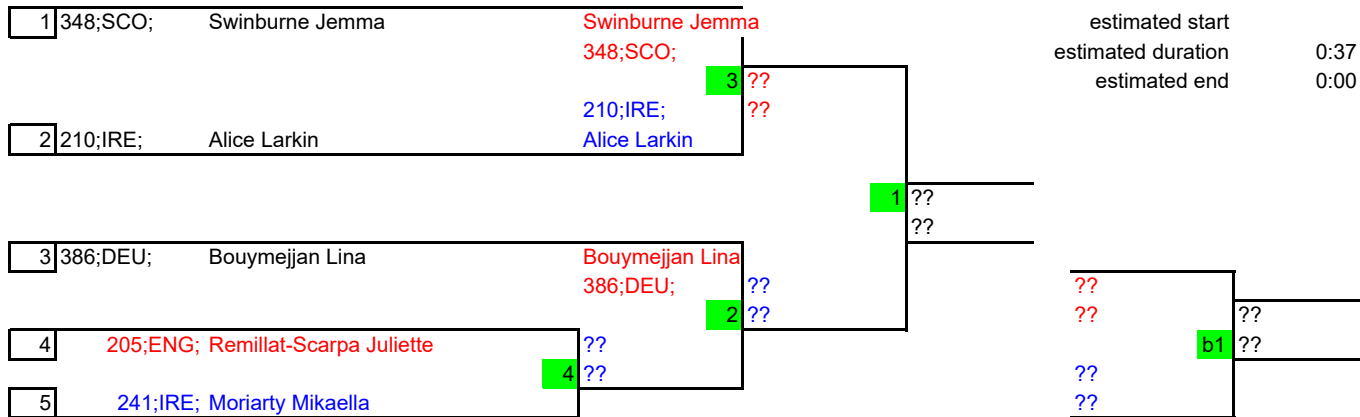 1 348;SCO; Swinburne Jemma Swinburne Jemma estimated start
348;SCO; estimated duration 0:37
3 ?? estimated end 0:00
210;IRE; ??
2 210;IRE; Alice Larkin Alice Larkin
1 ??
??
3 386;DEU; Bouymejjan Lina Bouymejjan Lina
386;DEU; ?? ??
2 ?? ?? ??
4 205;ENG; Remillat-Scarpa Juliette ?? b1 ??
4 ?? ??
5 241;IRE; Moriarty Mikaella ??